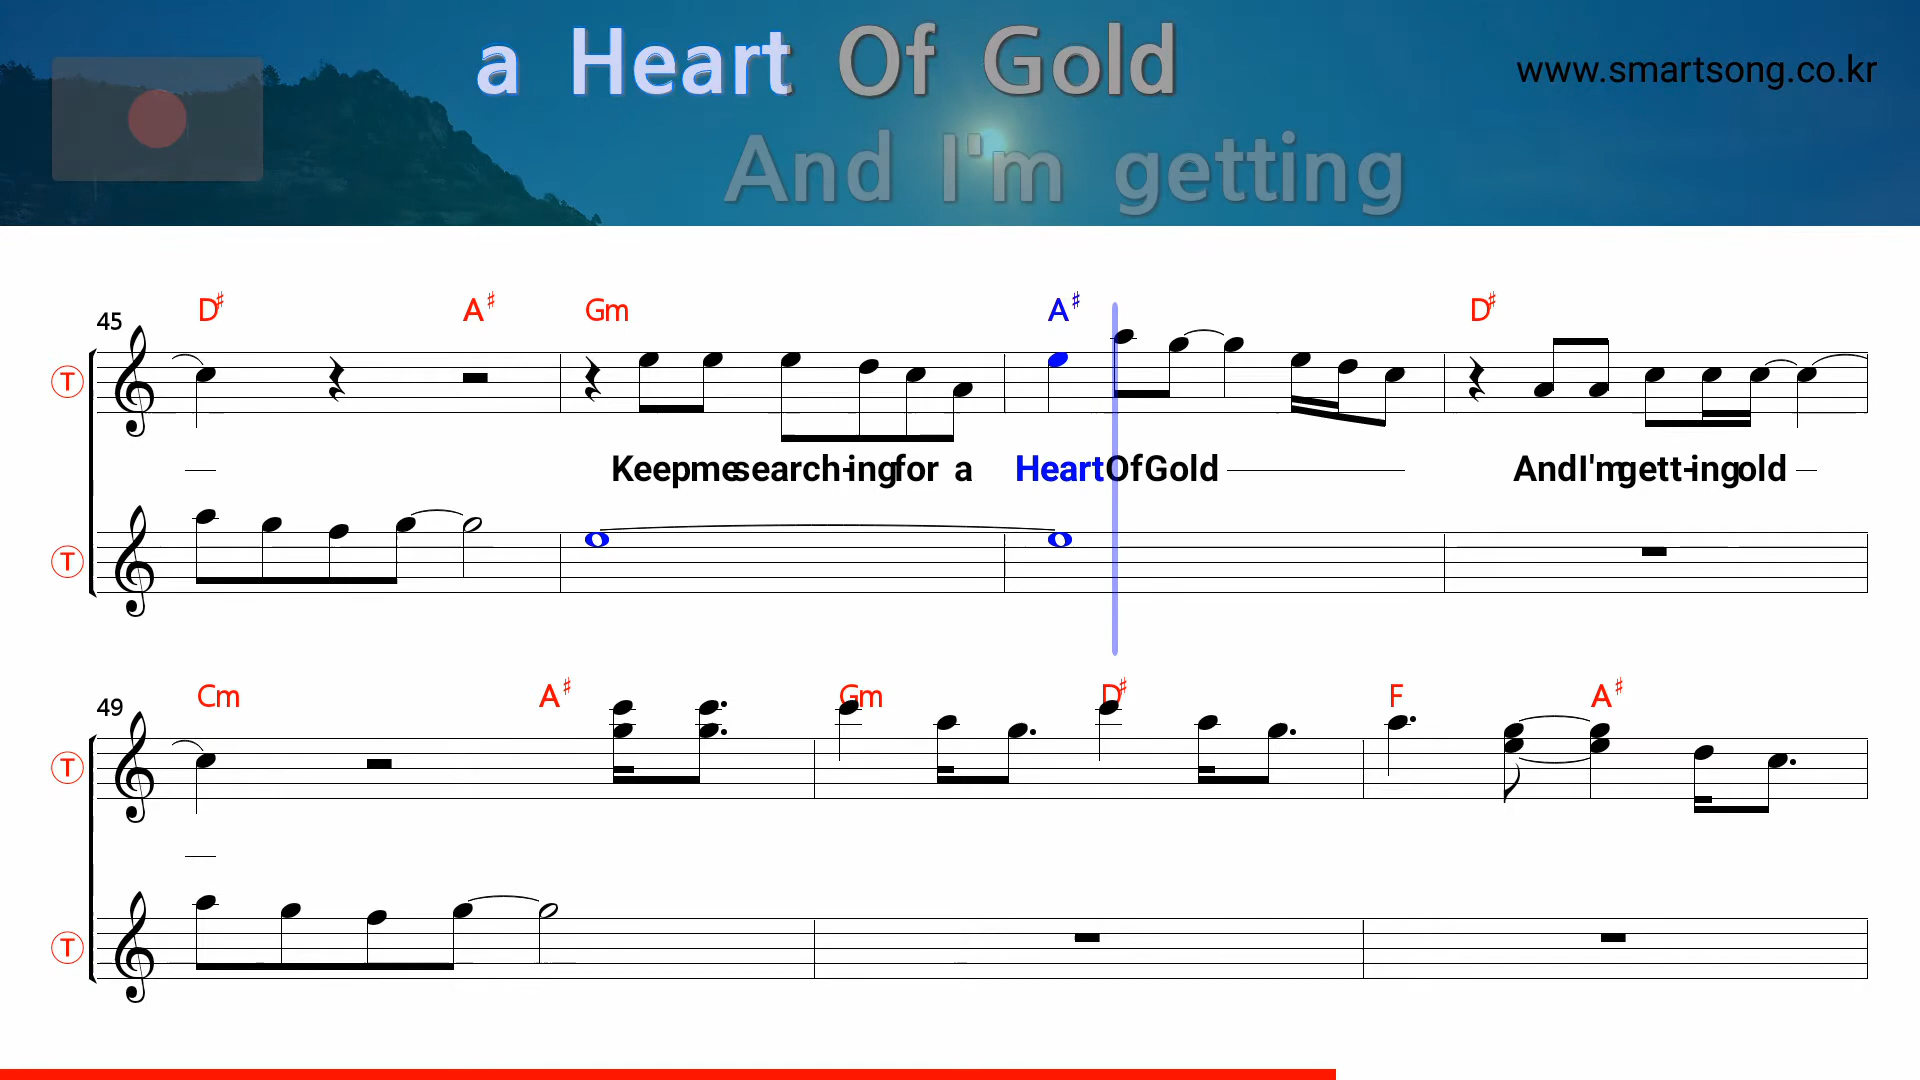 a Heart Of Gold
www.smartsong.co.kr
And I'm getting
D♯ A♯ Gm A♯ D♯
45
T
Keep me search-ing for a Heart Of Gold And I'm gett-ing old
T
Cm A♯ Gm D♯ F A♯
49
T
T